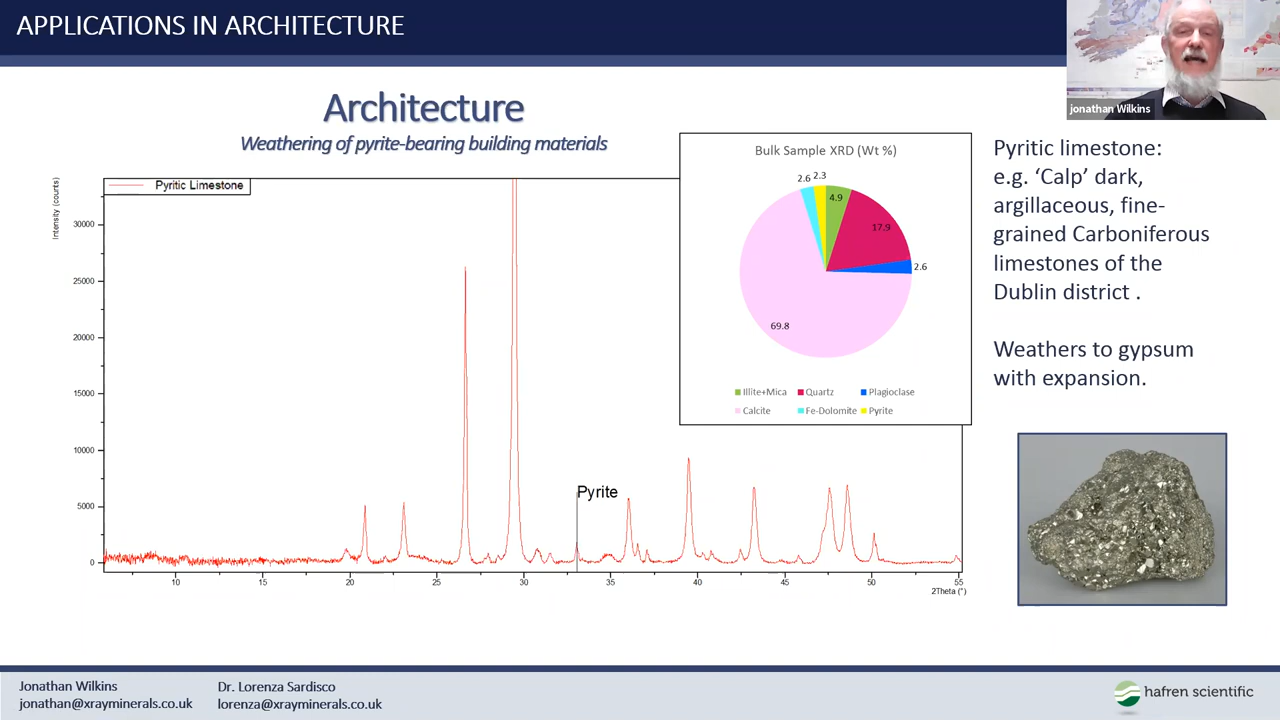 APPLICATIONS IN ARCHITECTURE
jonathan Wilkins
Architecture
Weathering of pyrite-bearing building materials
Intensity (counts)
Pyritic Limestone
30000
25000
20000
15000
10000
5000
0
Pyrite
10
15
20
25
30
35
40
45
50
55
2Theta (°)
Bulk Sample XRD (Wt %)
2.6
2.3
4.9
17.9
2.6
69.8
Illite+Mica
Quartz
Plagioclase
Calcite
Fe-Dolomite
Pyrite
Pyritic limestone:
e.g. ‘Calp’ dark,
argillaceous, fine-
grained Carboniferous
limestones of the
Dublin district .
Weathers to gypsum
with expansion.
Jonathan Wilkins
jonathan@xrayminerals.co.uk
Dr. Lorenza Sardisco
lorenza@xrayminerals.co.uk
hafren scientific